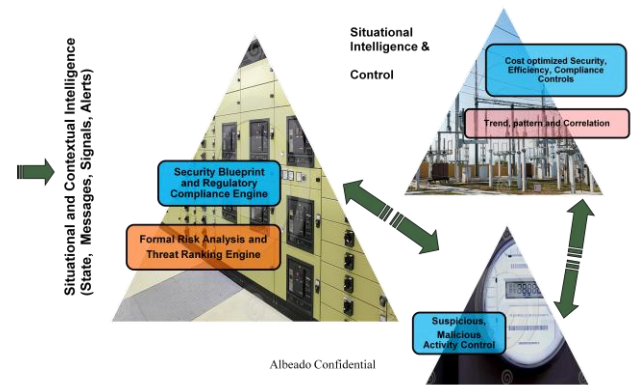 Situational and Contextual Intelligence
(State, Messages, Signals, Alerts)
Situational
Intelligence &
Control
Security Blueprint
and Regulatory
Compliance Engine
Formal Risk Analysis and
Threat Ranking Engine
Cost optimized Security,
Efficiency, Compliance
Controls
Trend, pattern and Correlation
Suspicious,
Malicious
Activity Control
Albeado Confidential